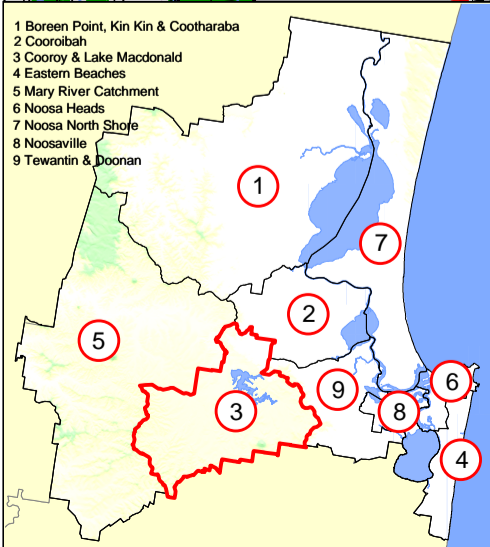 1 Boreen Point, Kin Kin & Cootharaba
2 Cooroibah
3 Cooroy & Lake Macdonald
4 Eastern Beaches
5 Mary River Catchment
6 Noosa Heads
7 Noosa North Shore
8 Noosaville
9 Tewantin & Doonan
1
7
2
5
6
9
3
8
4